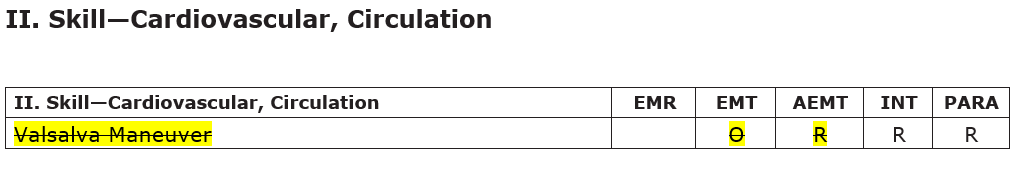 II. Skill—Cardiovascular, Circulation
II. Skill—Cardiovascular, Circulation EMR EMT AEMT INT PARA
Valsalva Maneuver O R R R